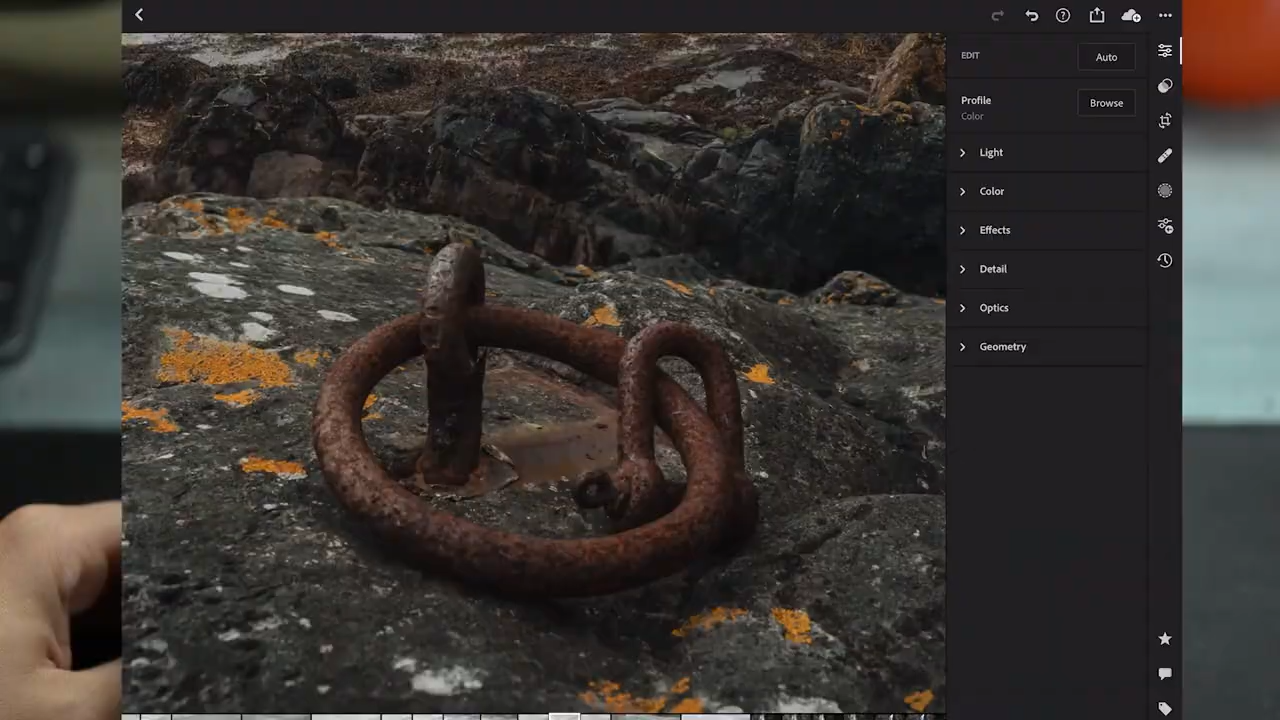 EDIT
Auto
Profile
Browse
Color
Light
Color
Effects
Detail
Optics
Geometry